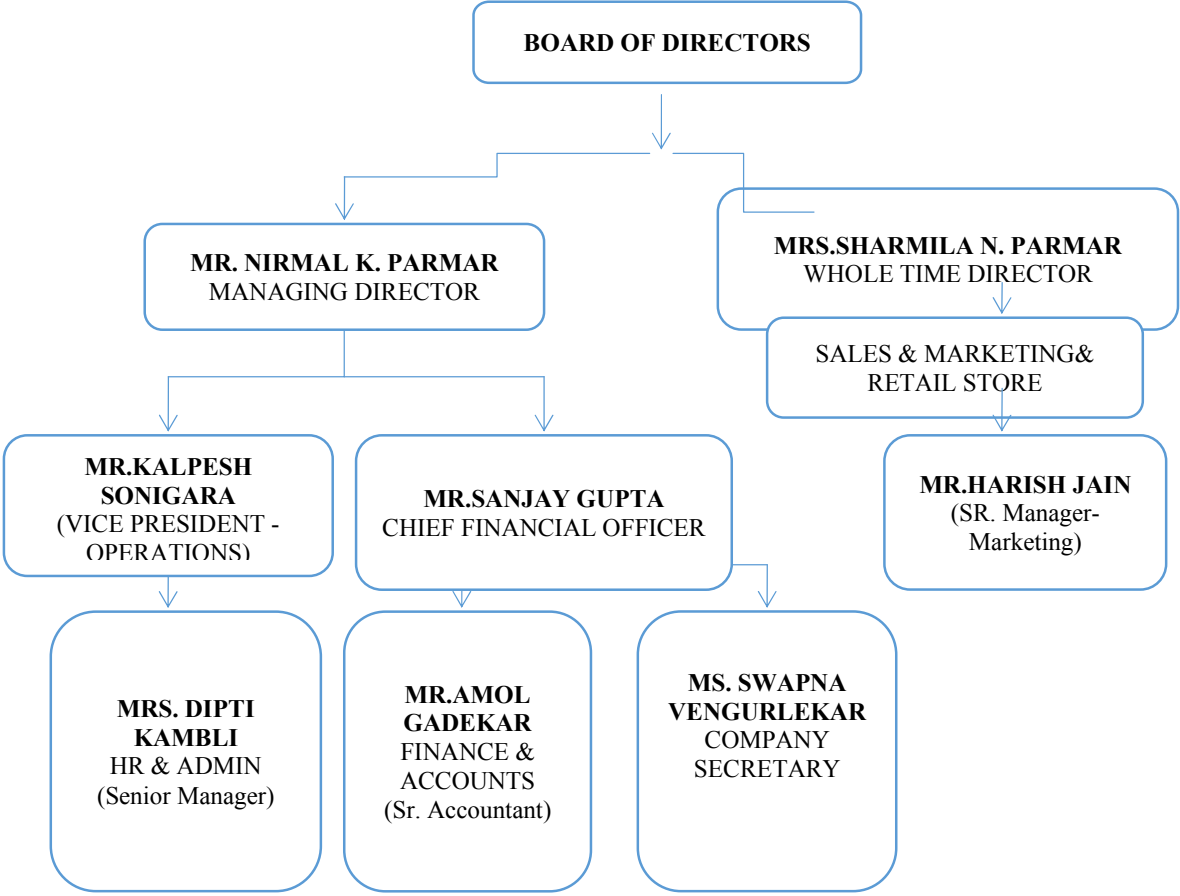 BOARD OF DIRECTORS
MR. NIRMAL K. PARMAR
MANAGING DIRECTOR
MRS.SHARMILA N. PARMAR
WHOLE TIME DIRECTOR
SALES & MARKETING&
RETAIL STORE
MR.KALPESH
SONIGARA
(VICE PRESIDENT -
OPERATIONS)
MR.SANJAY GUPTA
CHIEF FINANCIAL OFFICER
MR.HARISH JAIN
(SR. Manager-
Marketing)
MRS. DIPTI
KAMBLI
HR & ADMIN
(Senior Manager)
MR.AMOL
GADEKAR
FINANCE &
ACCOUNTS
(Sr. Accountant)
MS. SWAPNA
VENGURLEKAR
COMPANY
SECRETARY